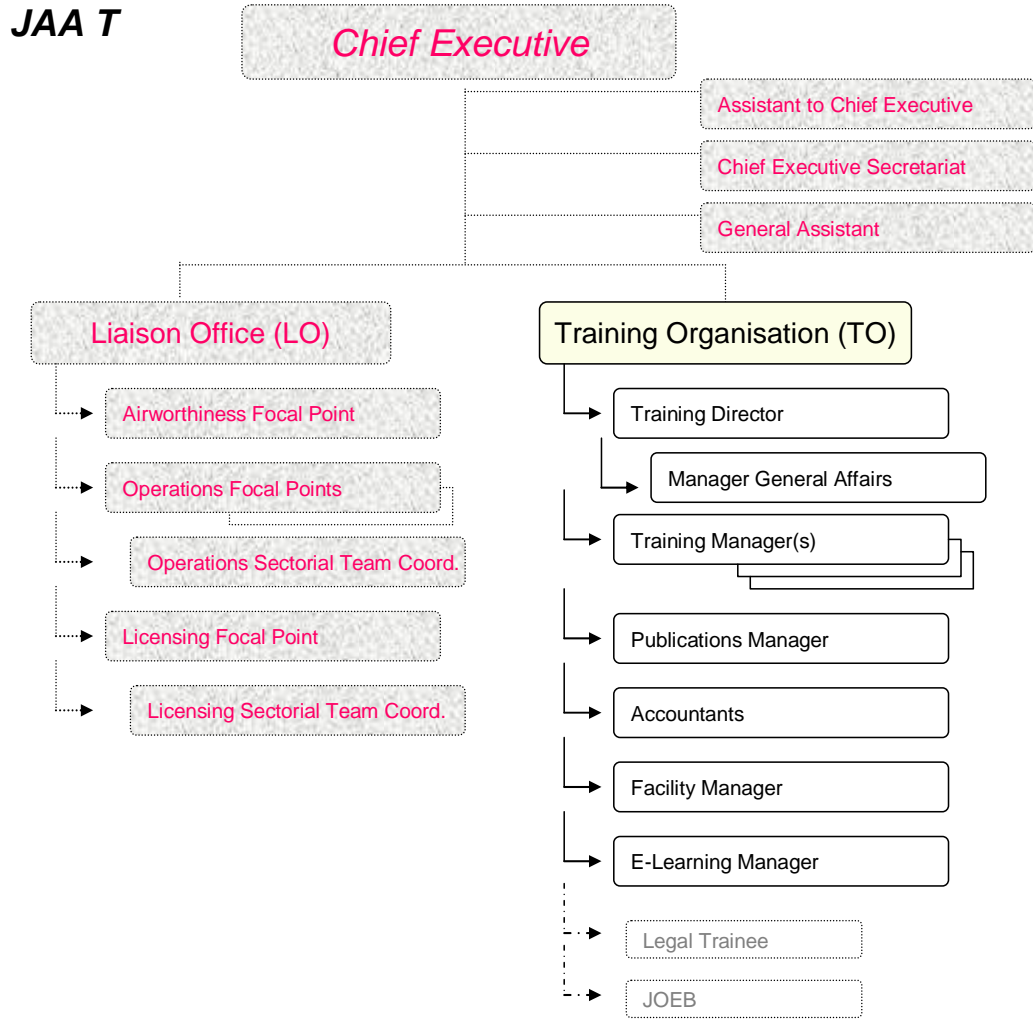 JAA T
Chief Executive
Assistant to Chief Executive
Chief Executive Secretariat
General Assistant
Liaison Office (LO)
Airworthiness Focal Point
Operations Focal Points
Operations Sectorial Team Coord.
Licensing Focal Point
Licensing Sectorial Team Coord.
Training Organisation (TO)
Training Director
Manager General Affairs
Training Manager(s)
Publications Manager
Accountants
Facility Manager
E-Learning Manager
Legal Trainee
JOEB